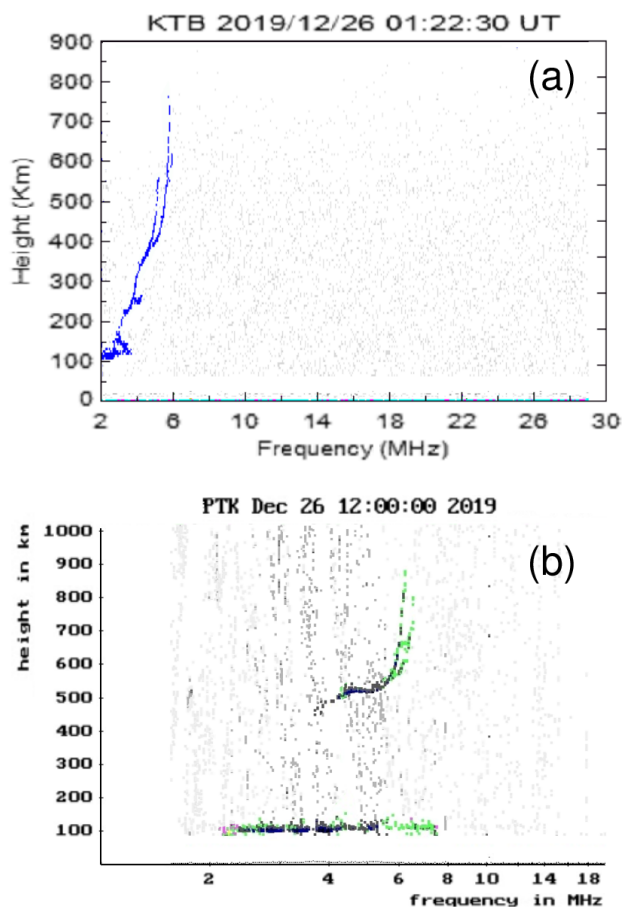 KTB 2019/12/26 01:22:30 UT
(a)
900
800
700
600
500
400
300
200
100
0
Height (Km)
2 6 10 14 18 22 26 30
Frequency (MHz)
PTK Dec 26 12:00:00 2019
(b)
1000
900
800
700
600
500
400
300
200
100
height in km
2 4 6 8 10 14 18
frequency in MHz